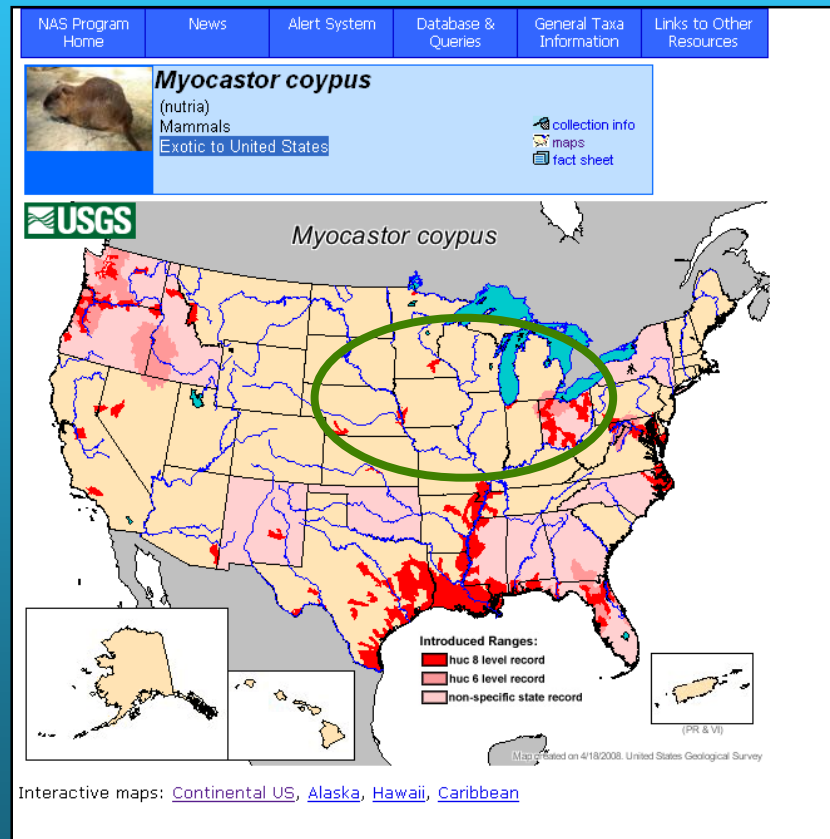 NAS Program Home
News
Alert System
Database & Queries
General Taxa Information
Links to Other Resources
Myocastor coypus
(nutria)
Mammals
Exotic to United States
collection info
maps
fact sheet
USGS
Myocastor coypus
Introduced Ranges:
huc 8 level record
huc 6 level record
non-specific state record
(PR & VI)
Map created on 4/18/2008. United States Geological Survey
Interactive maps: Continental US, Alaska, Hawaii, Caribbean